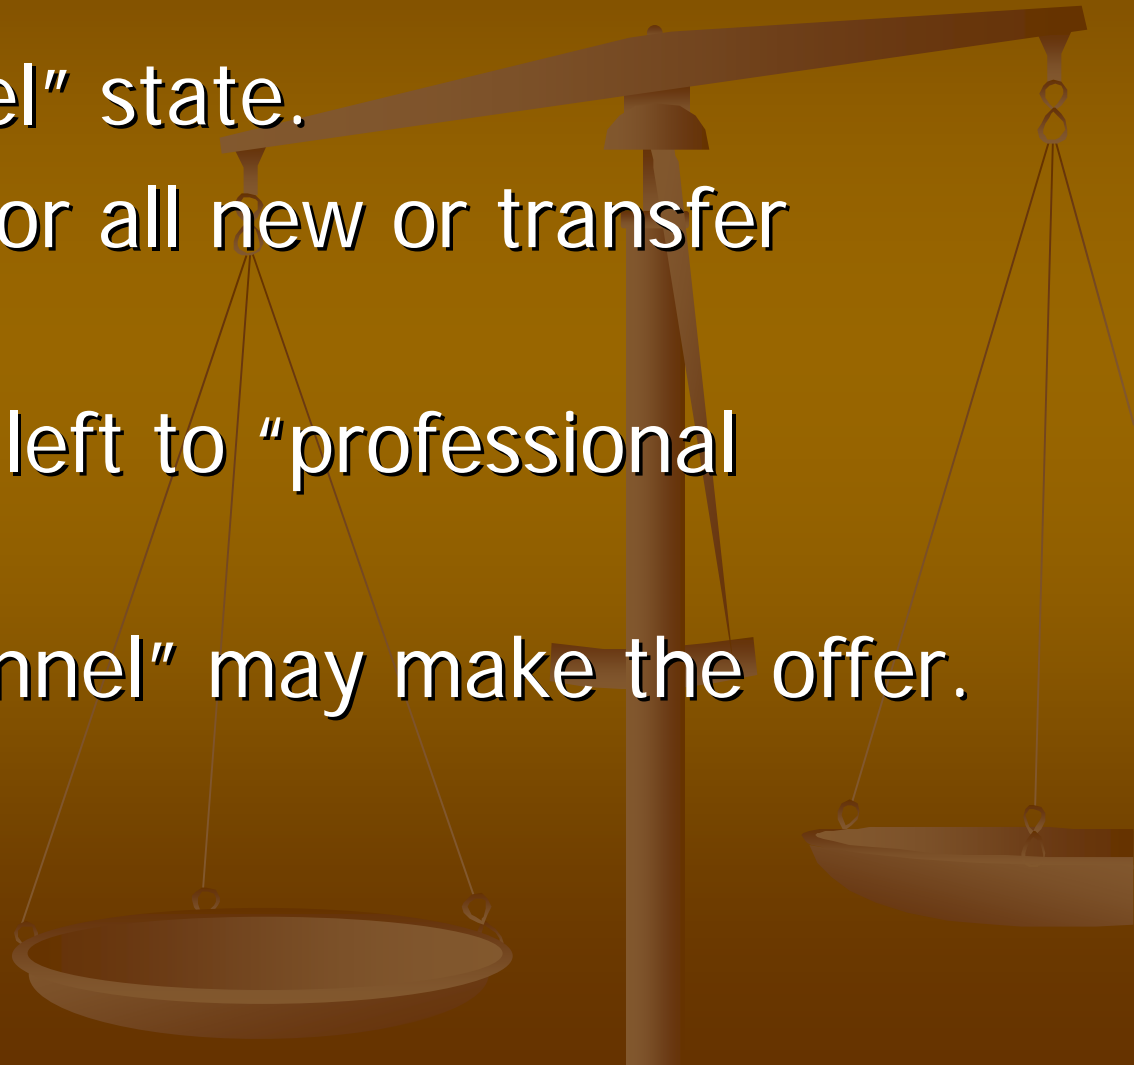 el” state.
or all new or transfer
left to “professional
nnel” may make the offer.